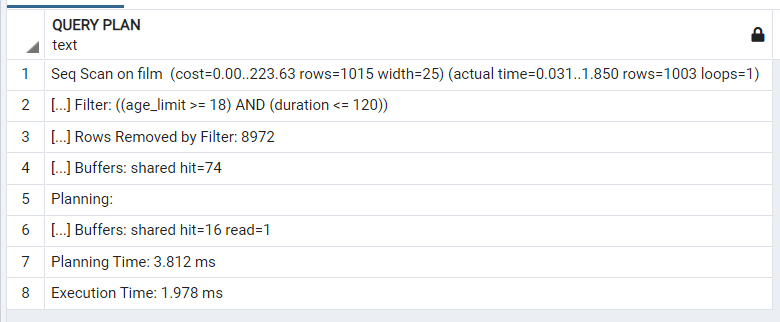 QUERY PLAN
text
1 Seq Scan on film (cost=0.00..223.63 rows=1015 width=25) (actual time=0.031..1.850 rows=1003 loops=1)
2 [...] Filter: ((age_limit >= 18) AND (duration <= 120))
3 [...] Rows Removed by Filter: 8972
4 [...] Buffers: shared hit=74
5 Planning:
6 [...] Buffers: shared hit=16 read=1
7 Planning Time: 3.812 ms
8 Execution Time: 1.978 ms